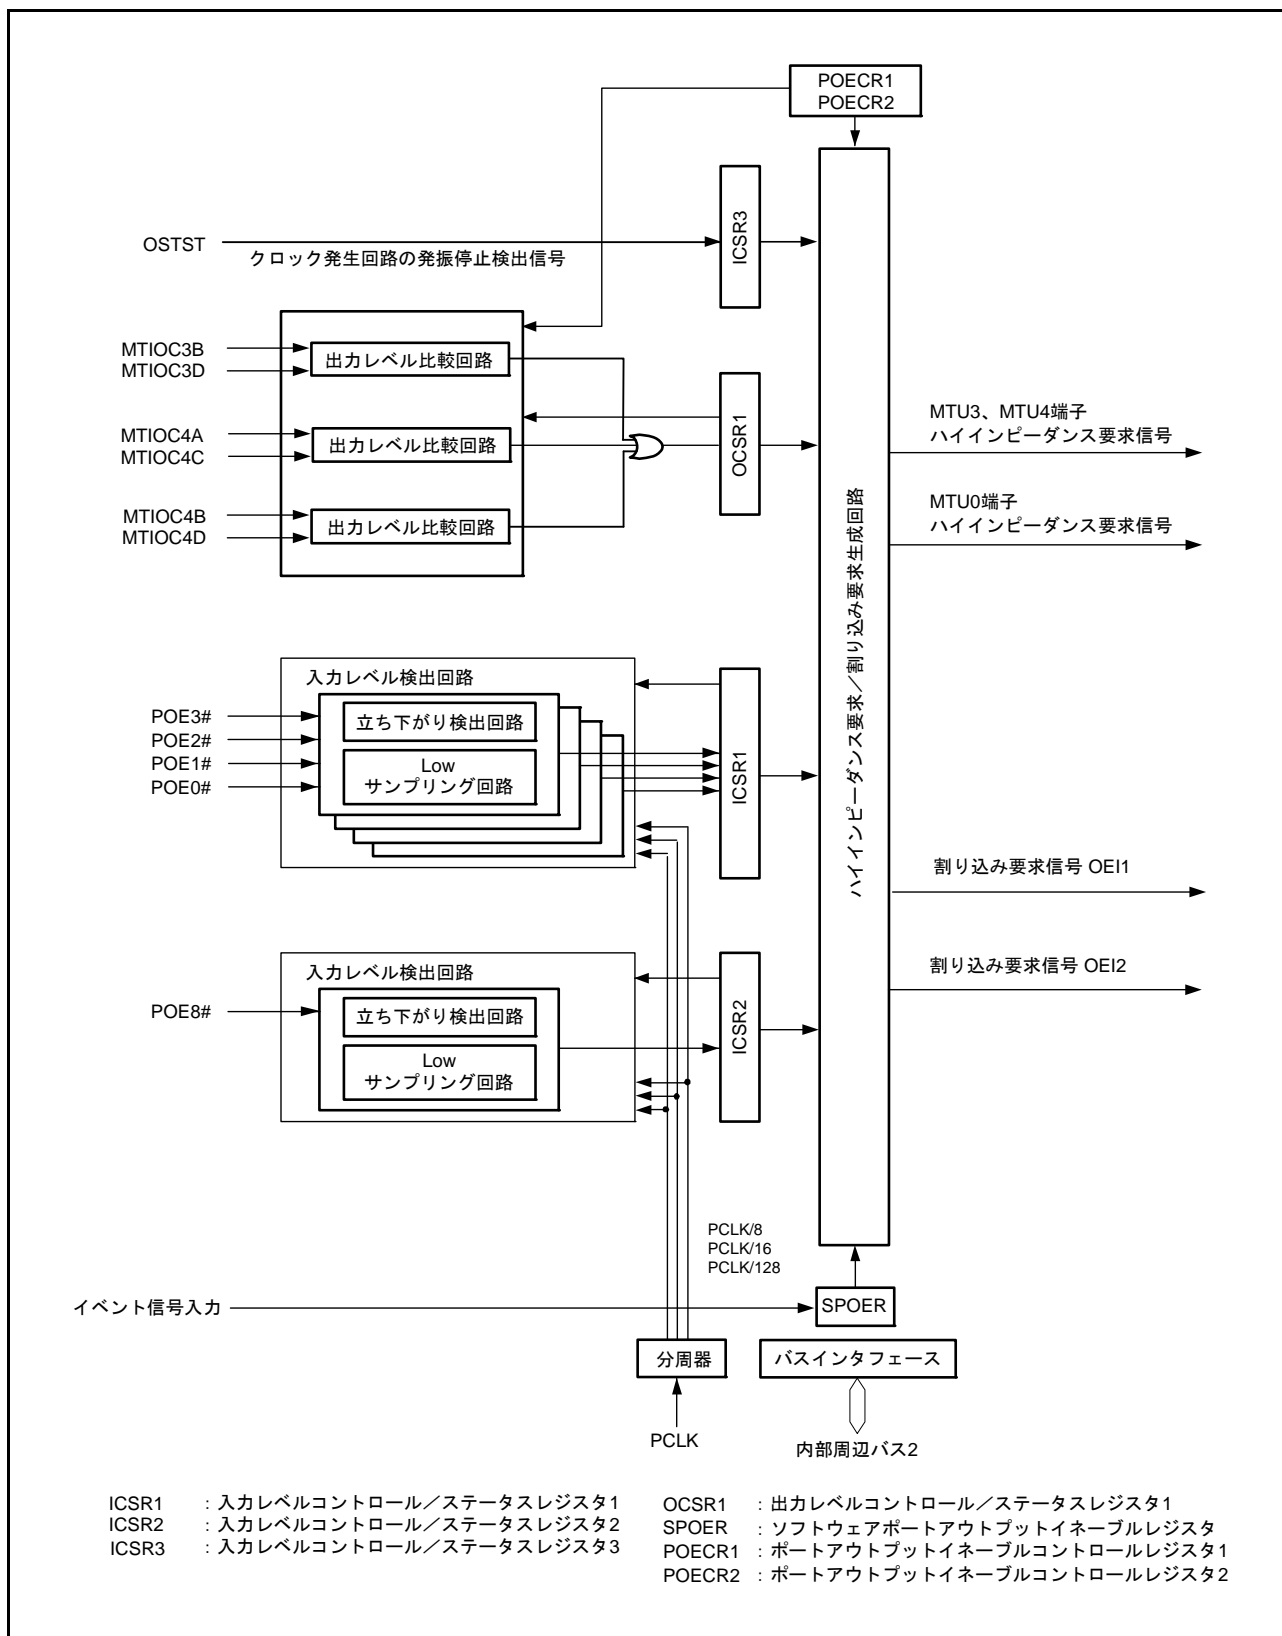 POECR1
POECR2
ICSR3
OSTST
クロック発生回路の発振停止検出信号
MTIOC3B
MTIOC3D
出力レベル比較回路
MTIOC4A
MTIOC4C
出力レベル比較回路
MTIOC4B
MTIOC4D
出力レベル比較回路
OCSR1
MTU3、MTU4端子
ハイインピーダンス要求信号
MTU0端子
ハイインピーダンス要求信号
ハイインピーダンス要求／割り込み要求生成回路
入力レベル検出回路
POE3#
POE2#
POE1#
POE0#
立ち下がり検出回路
Low
サンプリング回路
ICSR1
割り込み要求信号 OEI1
入力レベル検出回路
POE8#
立ち下がり検出回路
Low
サンプリング回路
ICSR2
割り込み要求信号 OEI2
PCLK/8
PCLK/16
PCLK/128
イベント信号入力
SPOER
分周器
バスインタフェース
PCLK
内部周辺バス2
ICSR1 : 入力レベルコントロール／ステータスレジスタ1
ICSR2 : 入力レベルコントロール／ステータスレジスタ2
ICSR3 : 入力レベルコントロール／ステータスレジスタ3
OCSR1 : 出力レベルコントロール／ステータスレジスタ1
SPOER : ソフトウェアポートアウトプットイネーブルレジスタ
POECR1 : ポートアウトプットイネーブルコントロールレジスタ1
POECR2 : ポートアウトプットイネーブルコントロールレジスタ2